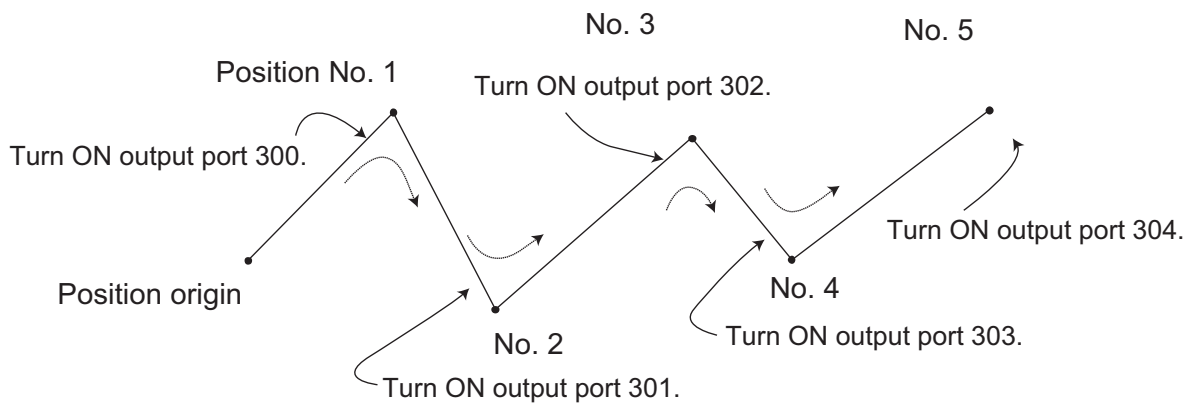 No. 3
No. 5
Position No. 1
Turn ON output port 302.
Turn ON output port 300.
Turn ON output port 304.
Position origin
No. 4
No. 2
Turn ON output port 303.
Turn ON output port 301.